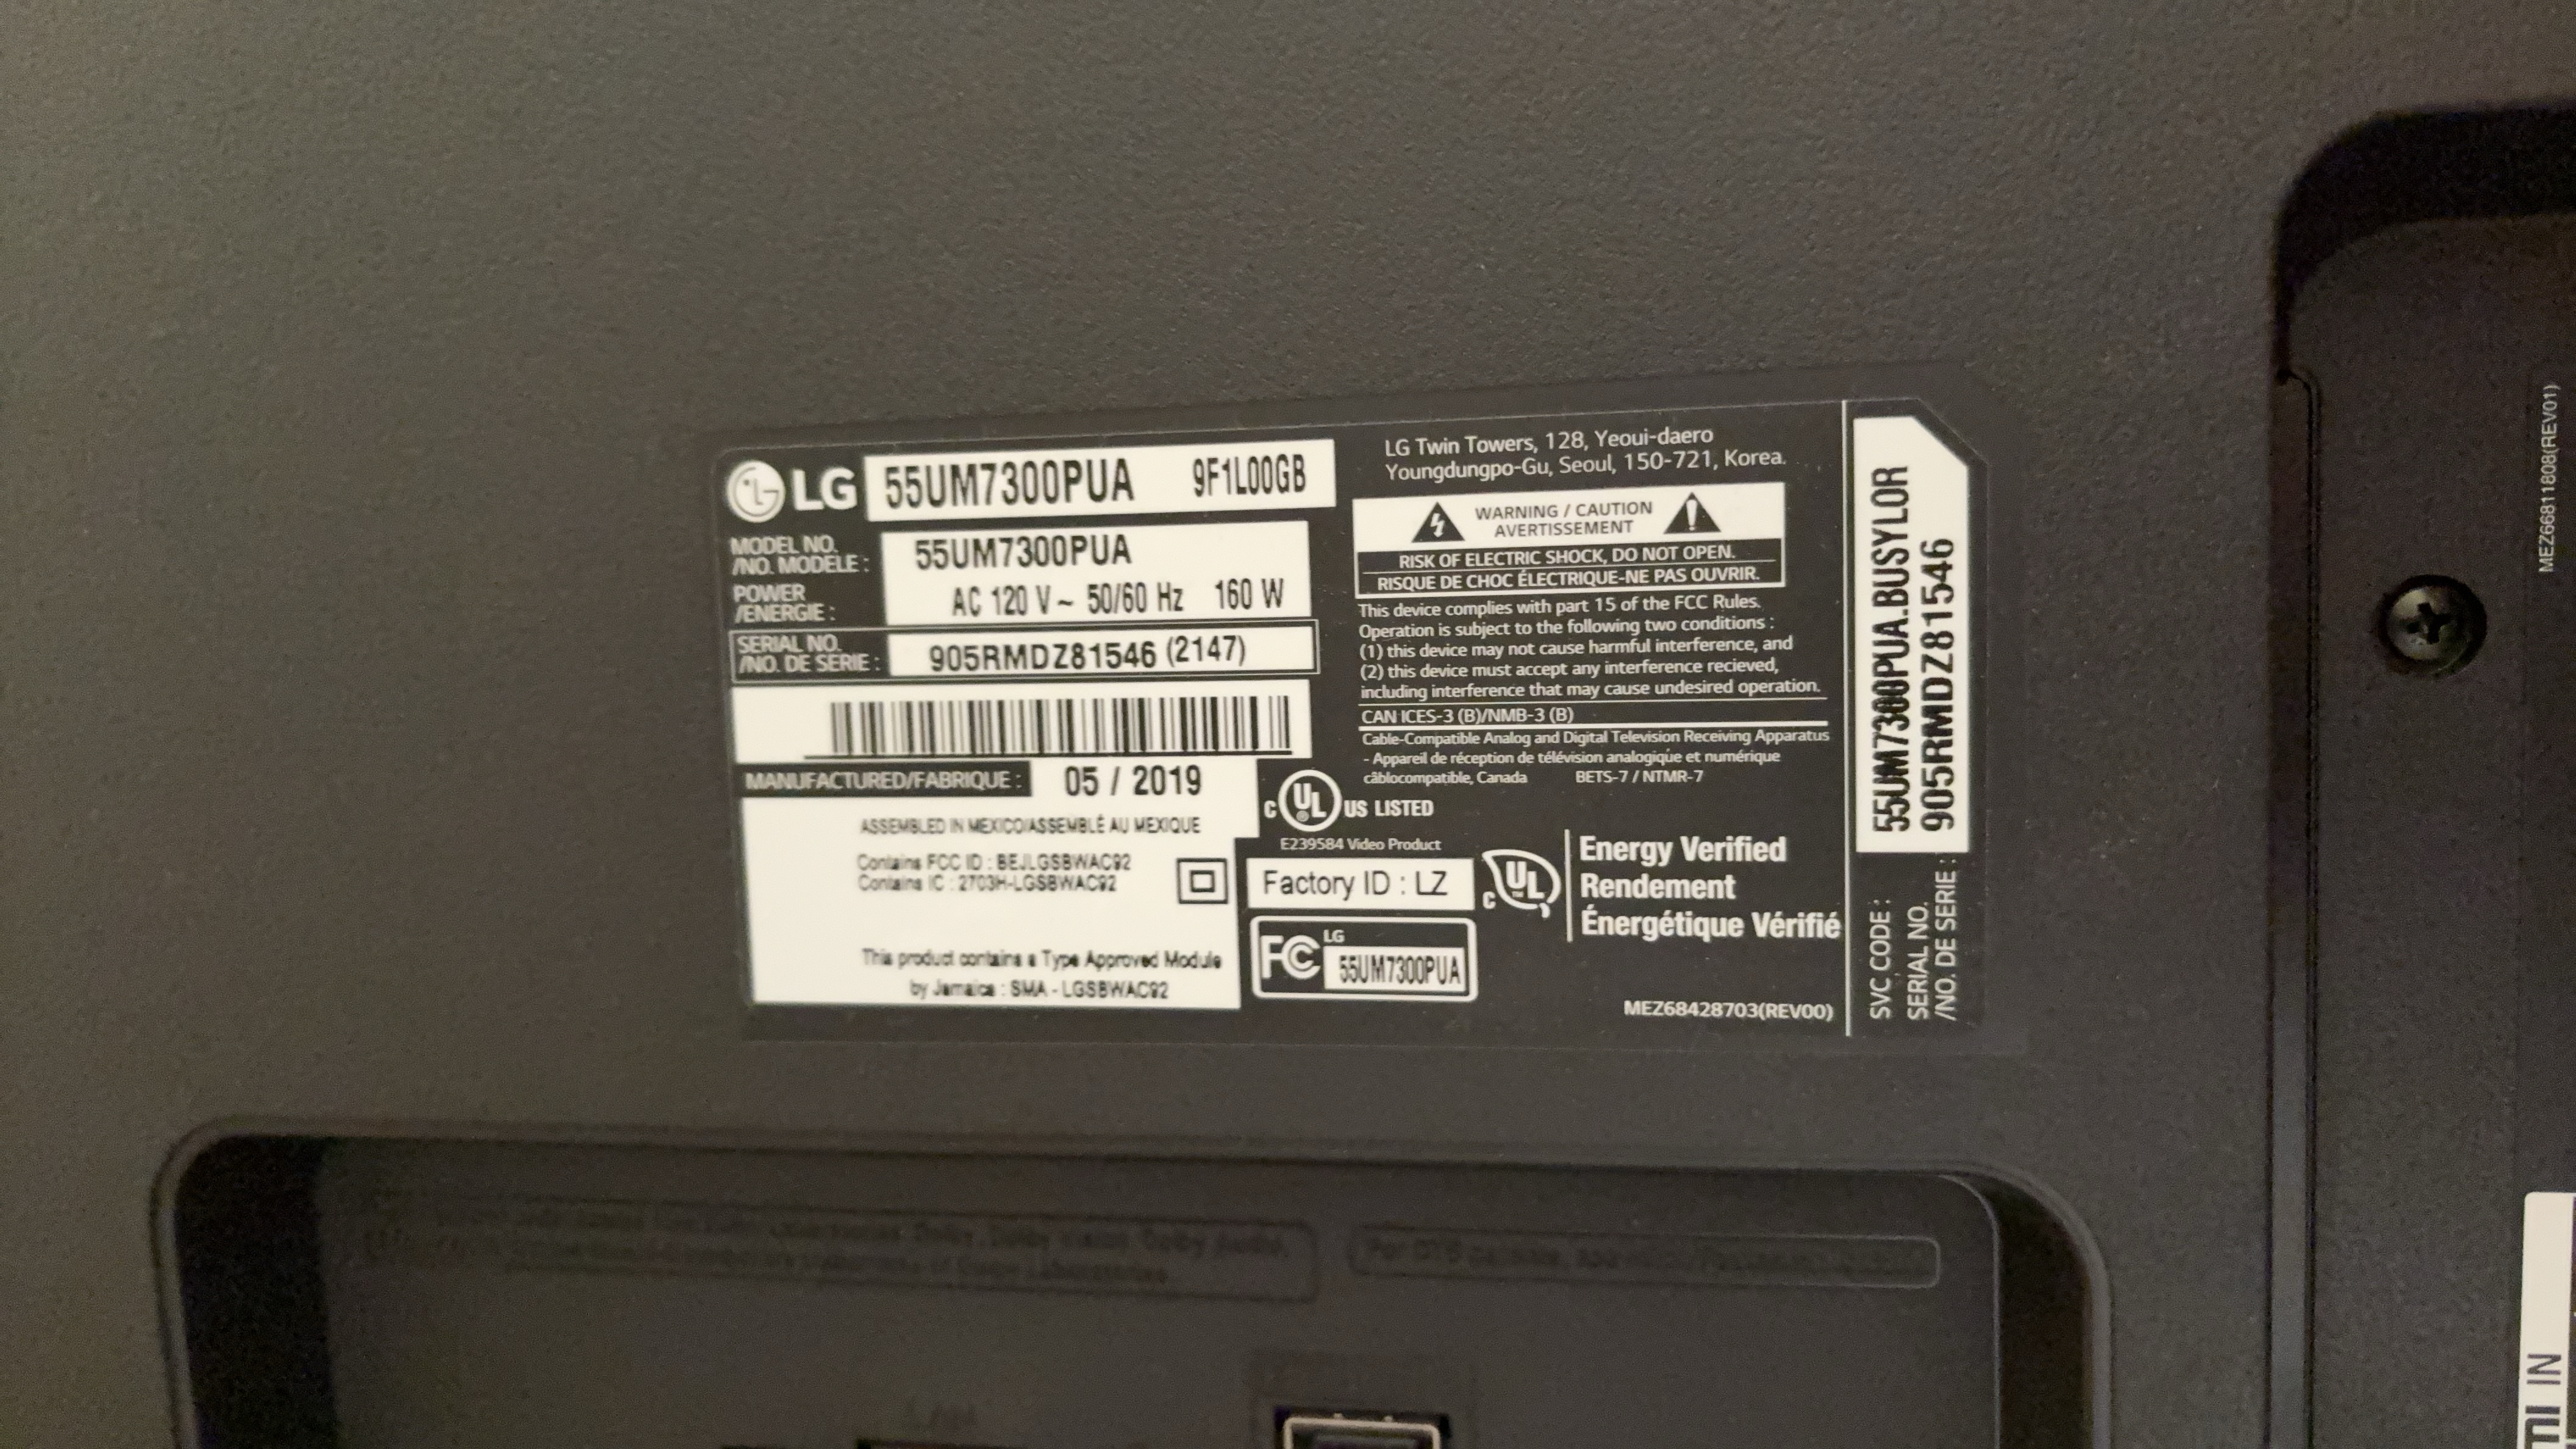 LG 55UM7300PUA 9F1L00GB
MODEL NO.
/NO. MODÈLE : 55UM7300PUA
POWER
/ÉNERGIE : AC 120 V ~ 50/60 Hz 160 W
SERIAL NO.
/NO. DE SERIE : 905RMDZ81546 (2147)
MANUFACTURED/FABRIQUE : 05 / 2019
ASSEMBLED IN MEXICO/ASSEMBLÉ AU MEXIQUE
Contains FCC ID : BEJLGSBWAC92
Contains IC : 2703H-LGSBWAC92
This product contains a Type Approved Module
by Jamaica : SMA - LGSBWAC92
LG Twin Towers, 128, Yeoui-daero
Youngdungpo-Gu, Seoul, 150-721, Korea.
WARNING / CAUTION
AVERTISSEMENT
RISK OF ELECTRIC SHOCK, DO NOT OPEN.
RISQUE DE CHOC ÉLECTRIQUE-NE PAS OUVRIR.
This device complies with part 15 of the FCC Rules.
Operation is subject to the following two conditions :
(1) this device may not cause harmful interference, and
(2) this device must accept any interference recieved,
including interference that may cause undesired operation.
CAN ICES-3 (B)/NMB-3 (B)
Cable-Compatible Analog and Digital Television Receiving Apparatus
- Appareil de réception de télévision analogique et numérique
câblocompatible, Canada BETS-7 / NTMR-7
C UL US LISTED
E239584 Video Product
Factory ID : LZ
C UL
Energy Verified
Rendement
Énergétique Vérifié
FC LG
55UM7300PUA
MEZ68428703(REV00)
SVC CODE : 55UM7300PUA.BUSYLOR
SERIAL NO.
/NO. DE SERIE : 905RMDZ81546
MEZ66811808(REV01)
IN